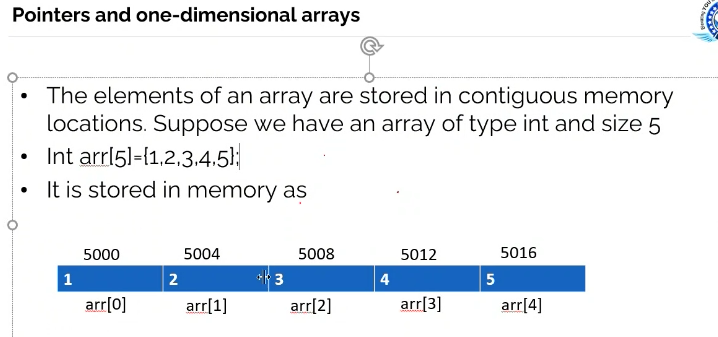 Pointers and one-dimensional arrays
• The elements of an array are stored in contiguous memory
locations. Suppose we have an array of type int and size 5
• Int arr[5]={1,2,3,4,5};
• It is stored in memory as
5000 5004 5008 5012 5016
1 2 3 4 5
arr[0] arr[1] arr[2] arr[3] arr[4]